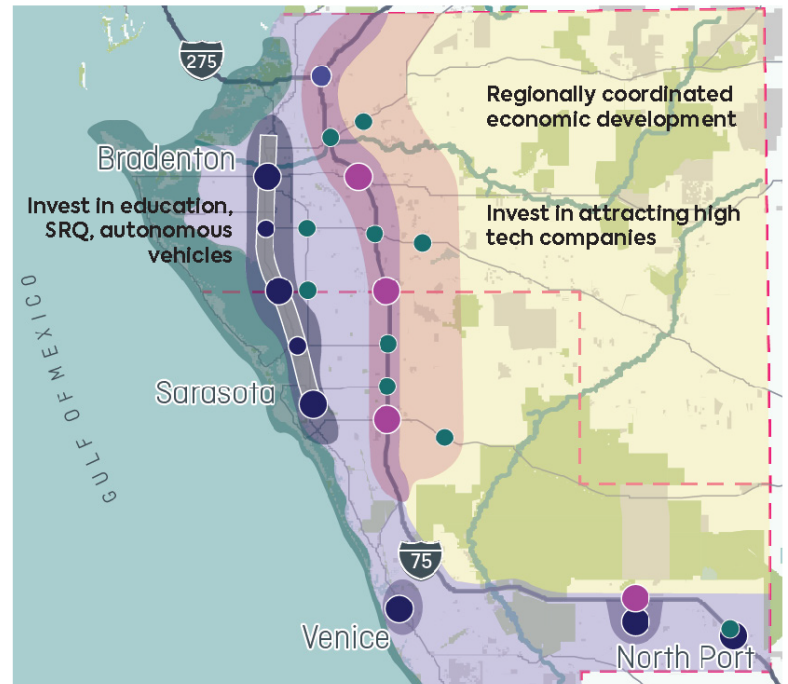 275
Regionally coordinated
economic development
Bradenton
Invest in education,
SRQ, autonomous
vehicles
Invest in attracting high
tech companies
GULF OF MEXICO
Sarasota
75
Venice
North Port